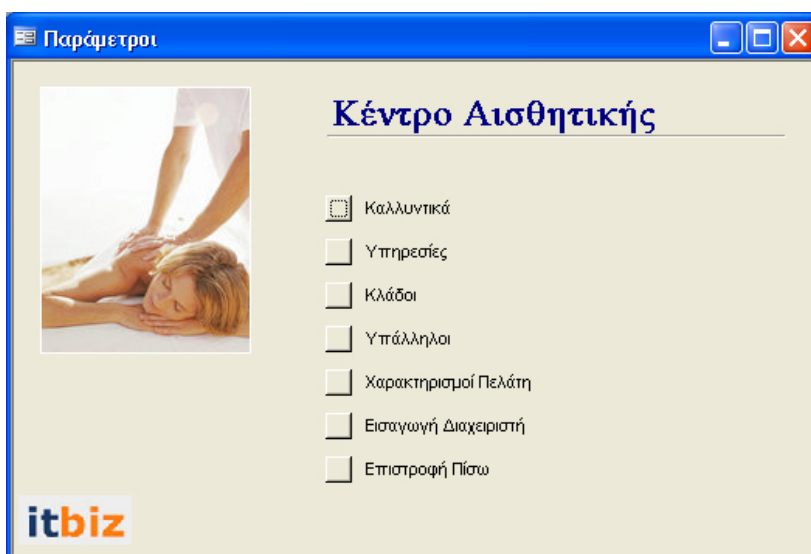 Παράμετροι
Κέντρο Αισθητικής
Καλλυντικά
Υπηρεσίες
Κλάδοι
Υπάλληλοι
Χαρακτηρισμοί Πελάτη
Εισαγωγή Διαχειριστή
Επιστροφή Πίσω
itbiz